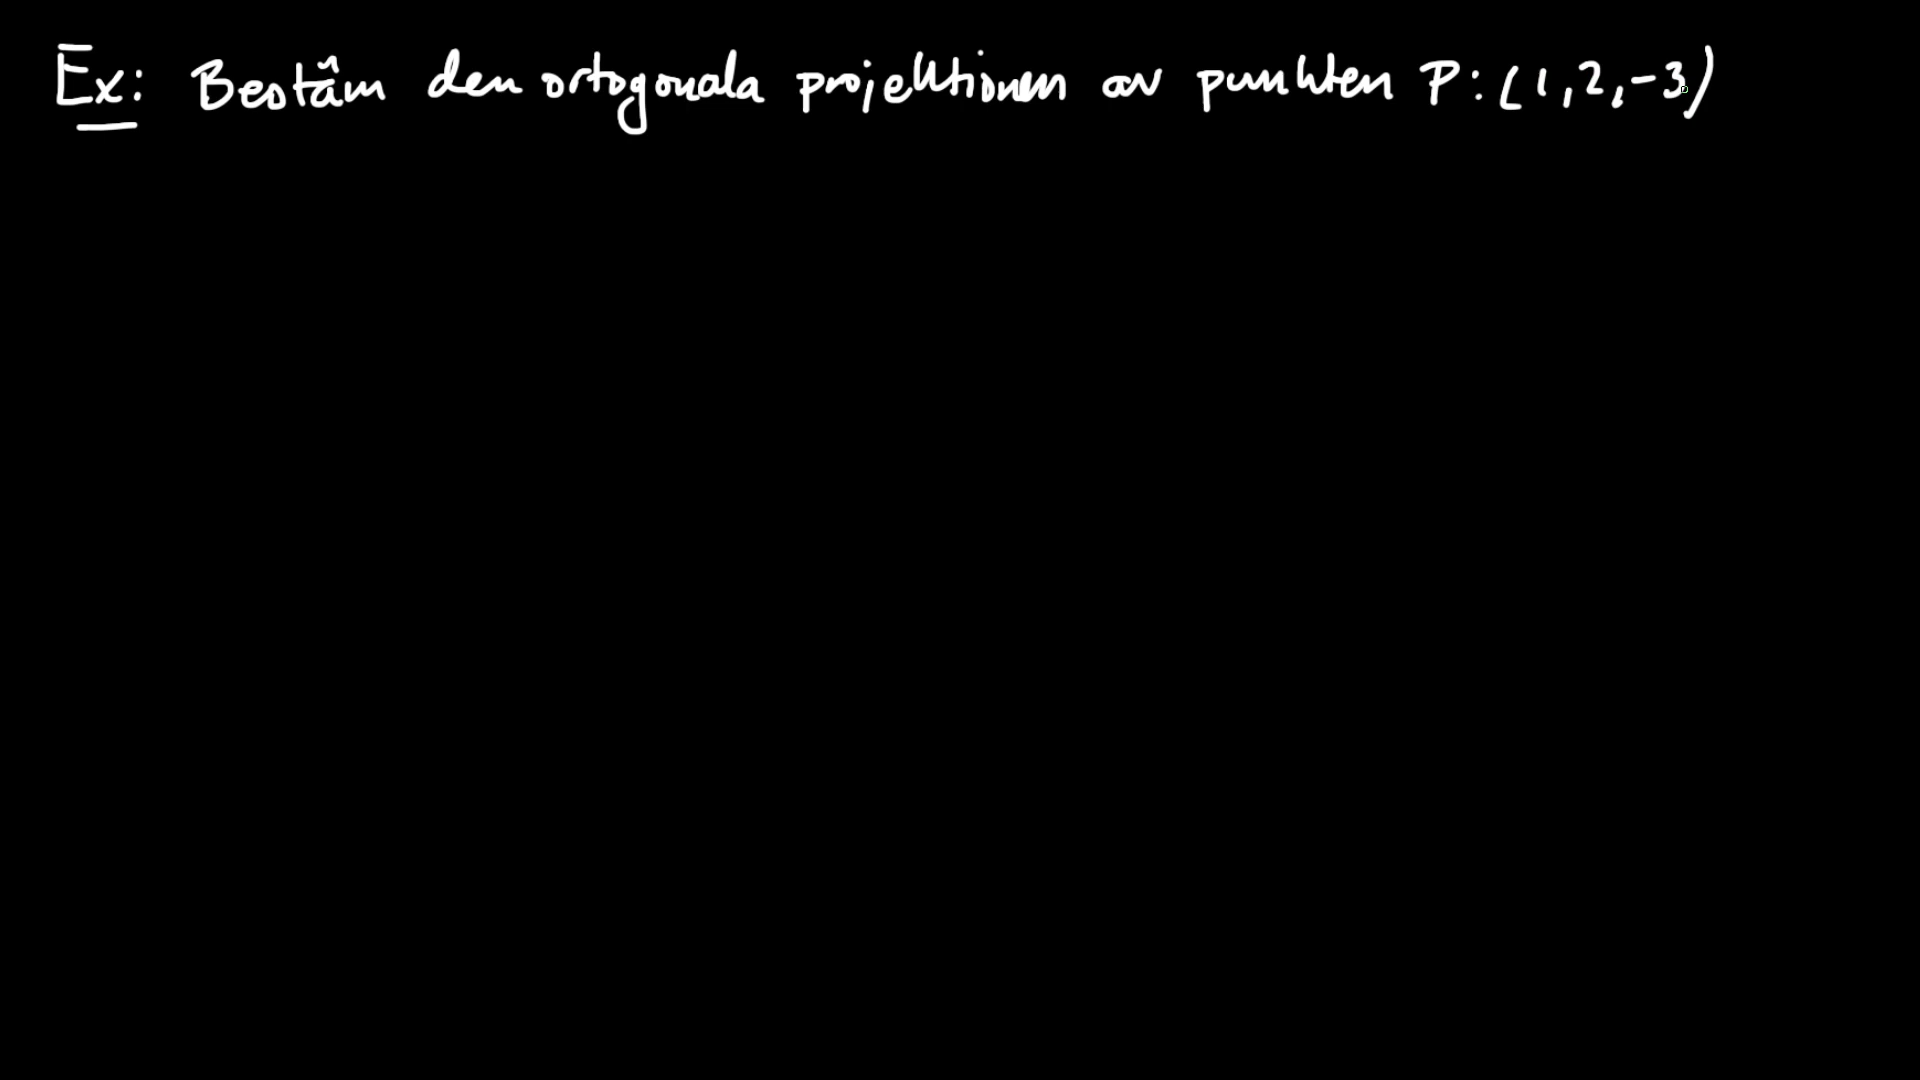 Ex: Bestäm den ortogonala projektionen av punkten P:(1,2,-3)